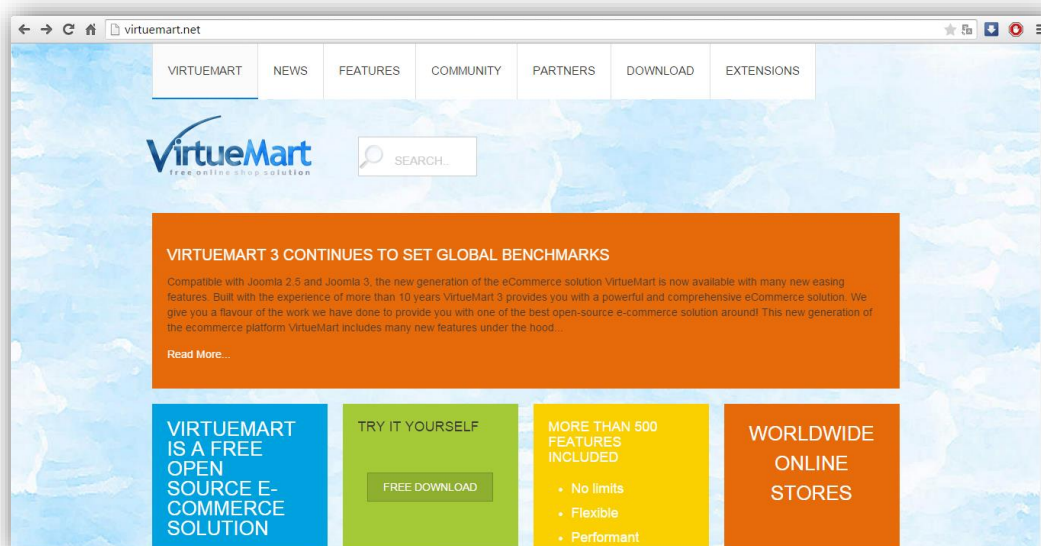 virtuemart.net
VIRTUEMART NEWS FEATURES COMMUNITY PARTNERS DOWNLOAD EXTENSIONS
VirtueMart
free online shop solution
SEARCH...
VIRTUEMART 3 CONTINUES TO SET GLOBAL BENCHMARKS
Compatible with Joomla 2.5 and Joomla 3, the new generation of the eCommerce solution VirtueMart is now available with many new easing
features. Built with the experience of more than 10 years VirtueMart 3 provides you with a powerful and comprehensive eCommerce solution. We
give you a flavour of the work we have done to provide you with one of the best open-source e-commerce solution around! This new generation of
the ecommerce platform VirtueMart includes many new features under the hood...
Read More...
VIRTUEMART
IS A FREE
OPEN
SOURCE E-
COMMERCE
SOLUTION
TRY IT YOURSELF
FREE DOWNLOAD
MORE THAN 500
FEATURES
INCLUDED
• No limits
• Flexible
• Performant
WORLDWIDE
ONLINE
STORES